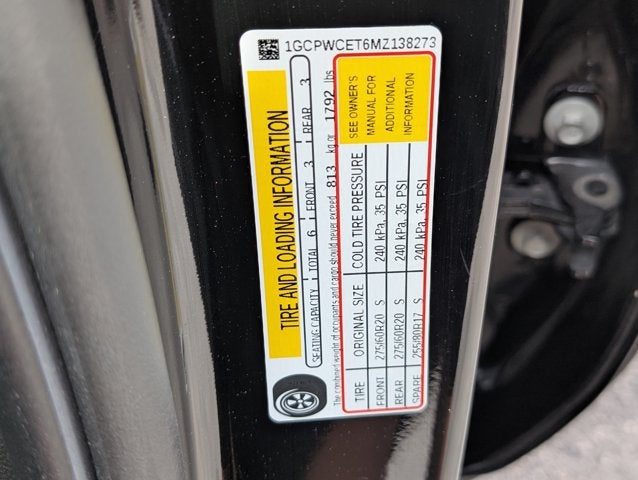 1GCPWCET6MZ138273
TIRE AND LOADING INFORMATION
SEATING CAPACITY TOTAL 6 FRONT 3 REAR 3
The combined weight of occupants and cargo should never exceed 813 kg or 1792 lbs
TIRE ORIGINAL SIZE COLD TIRE PRESSURE
FRONT 275/60R20 S 240 kPa, 35 PSI
REAR 275/60R20 S 240 kPa, 35 PSI
SPARE 255/80R17 S 240 kPa, 35 PSI
SEE OWNER'S
MANUAL FOR
ADDITIONAL
INFORMATION